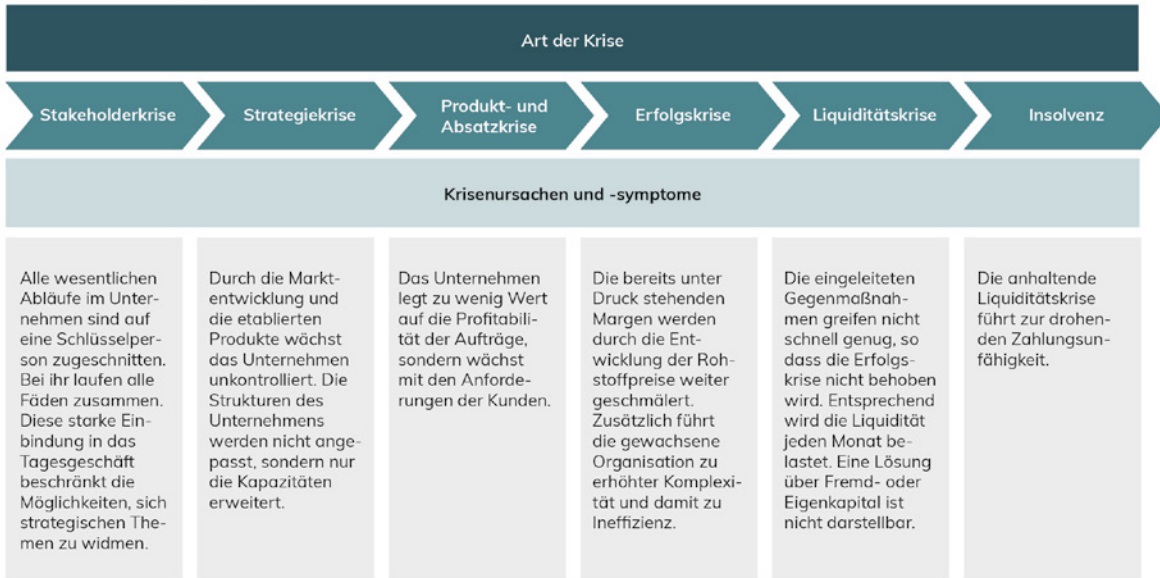 Art der Krise
Stakeholderkrise
Strategiekrise
Produkt- und
Absatzkrise
Erfolgskrise
Liquiditätskrise
Insolvenz
Krisenursachen und -symptome
Alle wesentlichen
Abläufe im Unter-
nehmen sind auf
eine Schlüsselper-
son zugeschnitten.
Bei ihr laufen alle
Fäden zusammen.
Diese starke Ein-
bindung in das
Tagesgeschäft
beschränkt die
Möglichkeiten, sich
strategischen The-
men zu widmen.
Durch die Markt-
entwicklung und
die etablierten
Produkte wächst
das Unternehmen
unkontrolliert. Die
Strukturen des
Unternehmens
werden nicht ange-
passt, sondern nur
die Kapazitäten
erweitert.
Das Unternehmen
legt zu wenig Wert
auf die Profitabili-
tät der Aufträge,
sondern wächst
mit den Anforde-
rungen der Kunden.
Die bereits unter
Druck stehenden
Margen werden
durch die Ent-
wicklung der Roh-
stoffpreise weiter
geschmälert.
Zusätzlich führt
die gewachsene
Organisation zu
erhöhter Komplexi-
tät und damit zu
Ineffizienz.
Die eingeleiteten
Gegenmaßnah-
men greifen nicht
schnell genug, so
dass die Erfolgs-
krise nicht behoben
wird. Entsprechend
wird die Liquidität
jeden Monat be-
lastet. Eine Lösung
über Fremd- oder
Eigenkapital ist
nicht darstellbar.
Die anhaltende
Liquiditätskrise
führt zur drohen-
den Zahlungsun-
fähigkeit.